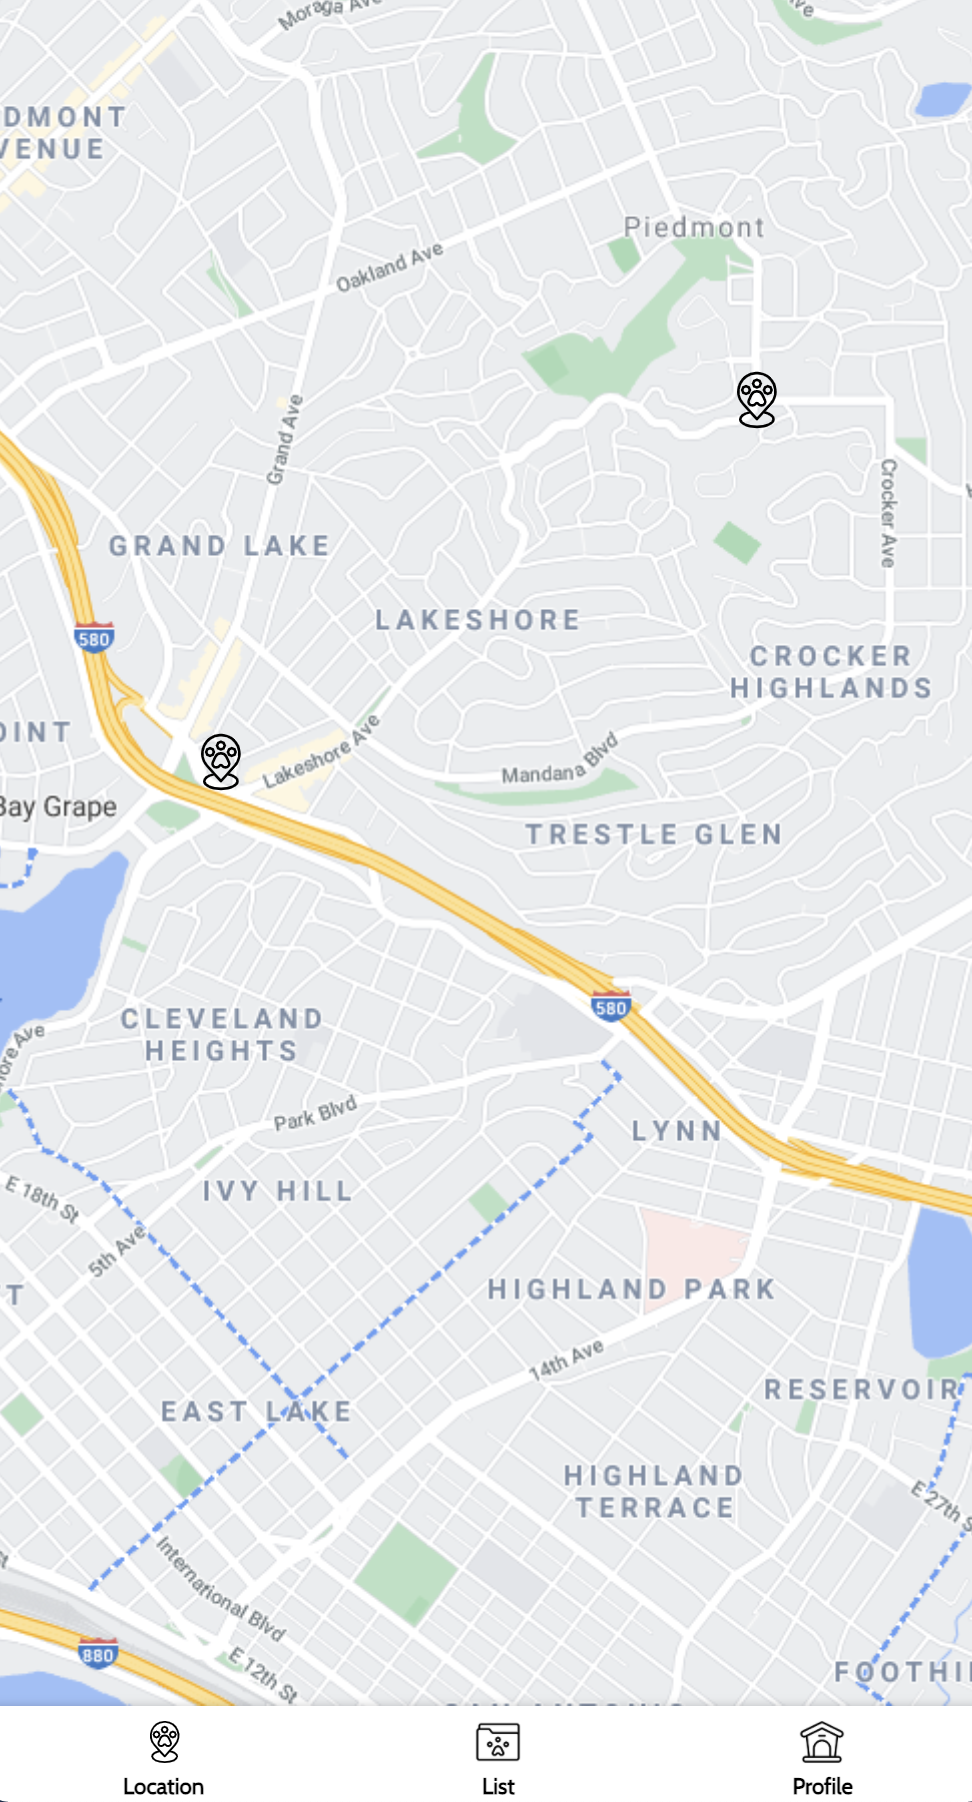 Moraga Ave
DMONT
VENUE
Piedmont
Oakland Ave
Grand Ave
Crocker Ave
GRAND LAKE
LAKESHORE
580
CROCKER
HIGHLANDS
OINT
Lakeshore Ave
Mandana Blvd
Bay Grape
TRESTLE GLEN
580
CLEVELAND
HEIGHTS
ore Ave
Park Blvd
LYNN
E 18th St
IVY HILL
5th Ave
T
HIGHLAND PARK
14th Ave
RESERVOIR
EAST LAKE
HIGHLAND
TERRACE
E 27th S
International Blvd
880
E 12th St
FOOTHI
Location
List
Profile